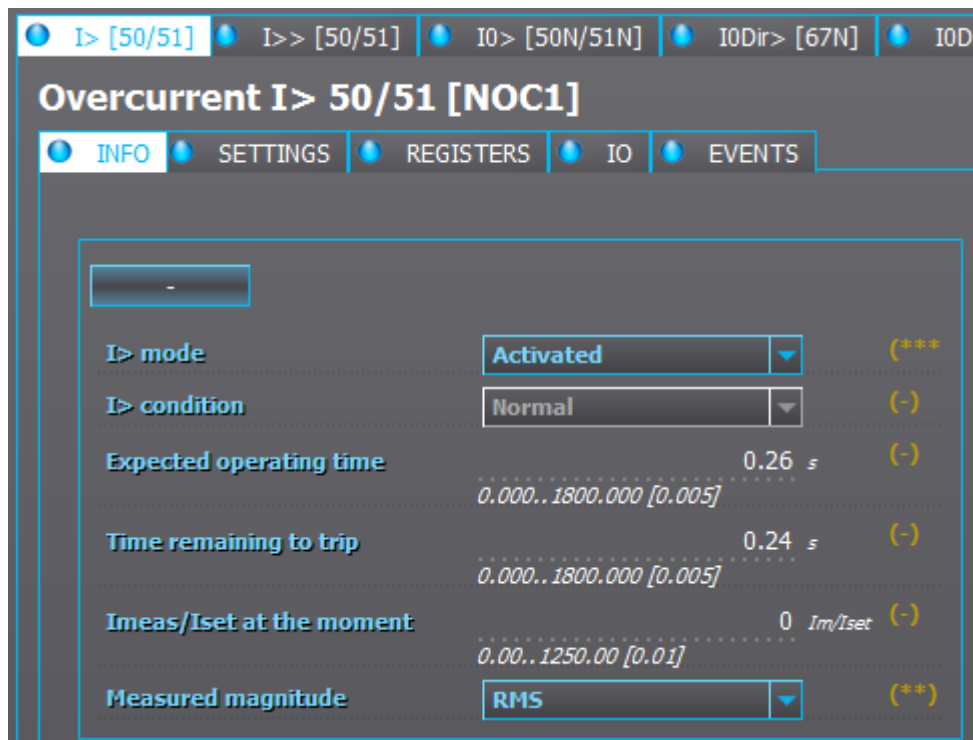 I> [50/51] I>> [50/51] I0> [50N/51N] I0Dir> [67N] I0D
Overcurrent I> 50/51 [NOC1]
INFO SETTINGS REGISTERS IO EVENTS
-
I> mode Activated (***
I> condition Normal (-)
Expected operating time 0.26 s (-)
0.000..1800.000 [0.005]
Time remaining to trip 0.24 s (-)
0.000..1800.000 [0.005]
Imeas/Iset at the moment 0 Im/Iset (-)
0.00..1250.00 [0.01]
Measured magnitude RMS (**)